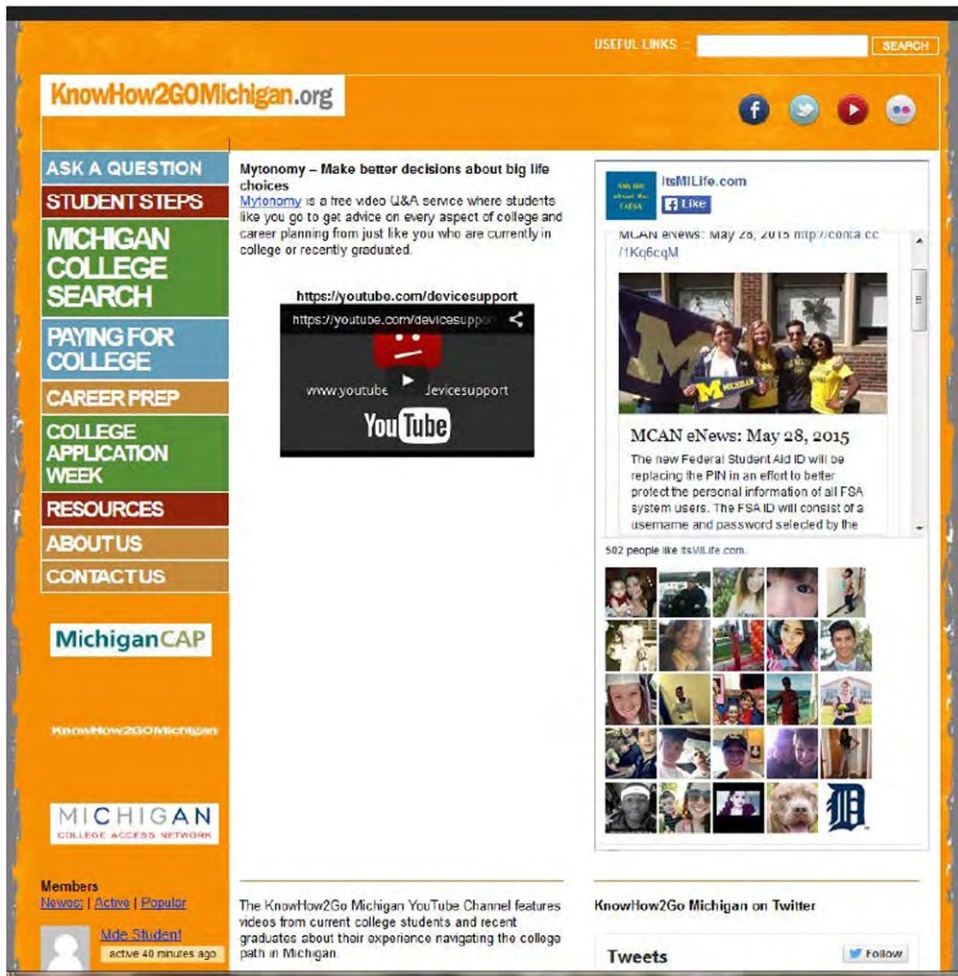 USEFUL LINKS ::
SEARCH
KnowHow2GOMichigan.org
ASK A QUESTION
STUDENT STEPS
MICHIGAN
COLLEGE
SEARCH
PAYING FOR
COLLEGE
CAREER PREP
COLLEGE
APPLICATION
WEEK
RESOURCES
ABOUT US
CONTACT US
MichiganCAP
KnowHow2GOMichigan
MICHIGAN
COLLEGE ACCESS NETWORK
Members
Newest | Active | Popular
Mde Student
active 40 minutes ago
Mytonomy – Make better decisions about big life
choices
Mytonomy is a free video Q&A service where students
like you go to get advice on every aspect of college and
career planning from just like you who are currently in
college or recently graduated.
https://youtube.com/devicesupport
https://youtube.com/devicesuppor
www.youtube. devicesupport
YouTube
The KnowHow2Go Michigan YouTube Channel features
videos from current college students and recent
graduates about their experience navigating the college
path in Michigan.
Ask me
about the
FAFSA
ItsMILife.com
Like
MCAN eNews: May 28, 2015 http://conta.cc
/1Kq6cqM
M
M MICHIGAN
MCAN eNews: May 28, 2015
The new Federal Student Aid ID will be
replacing the PIN in an effort to better
protect the personal information of all FSA
system users. The FSA ID will consist of a
username and password selected by the
502 people like ItsMILife.com.
D
KnowHow2Go Michigan on Twitter
Tweets
Follow